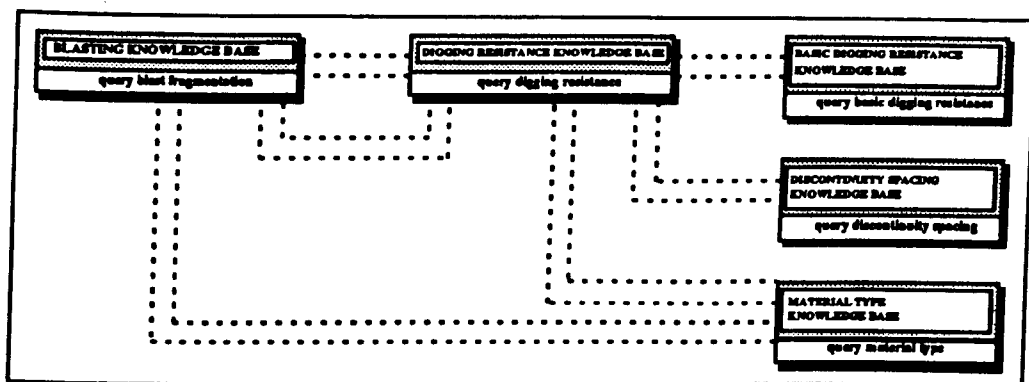 BLASTING KNOWLEDGE BASE
query blast fragmentation
DIGGING RESISTANCE KNOWLEDGE BASE
query digging resistance
BASIC DIGGING RESISTANCE
KNOWLEDGE BASE
query basic digging resistance
DISCONTINUITY SPACING
KNOWLEDGE BASE
query discontinuity spacing
MATERIAL TYPE
KNOWLEDGE BASE
query material type